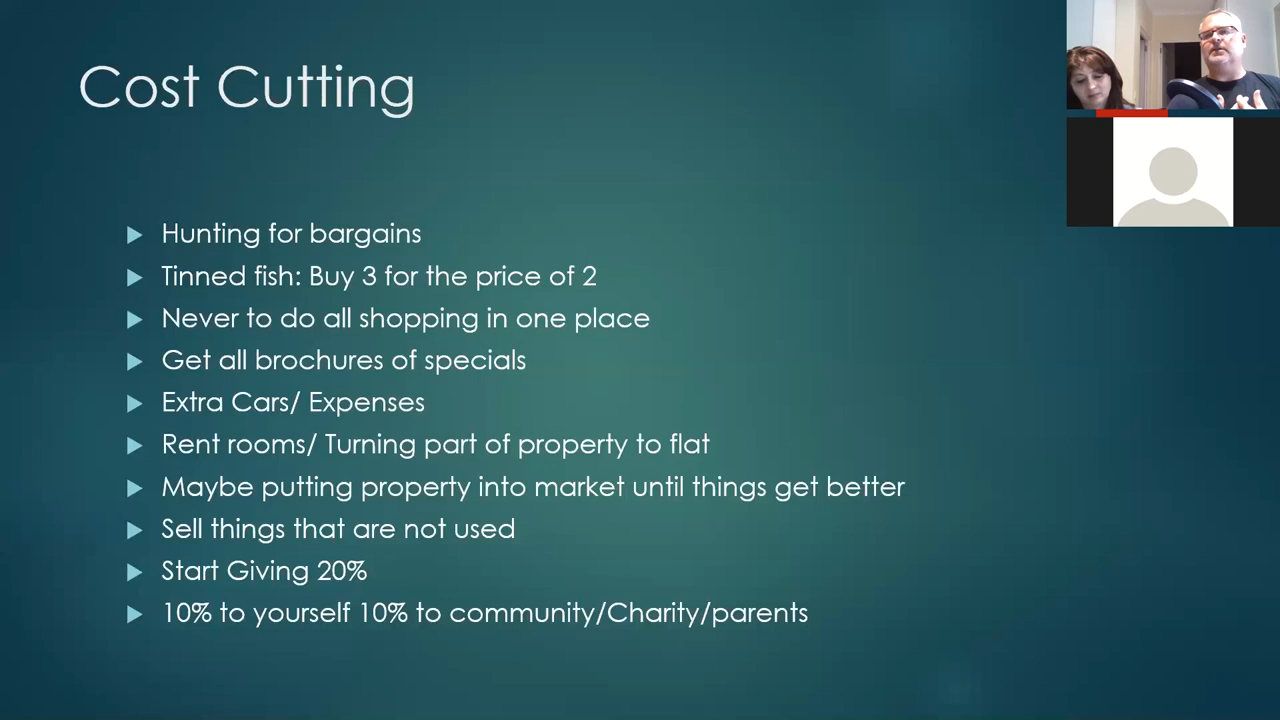 Cost Cutting
Hunting for bargains
Tinned fish: Buy 3 for the price of 2
Never to do all shopping in one place
Get all brochures of specials
Extra Cars/ Expenses
Rent rooms/ Turning part of property to flat
Maybe putting property into market until things get better
Sell things that are not used
Start Giving 20%
10% to yourself 10% to community/Charity/parents